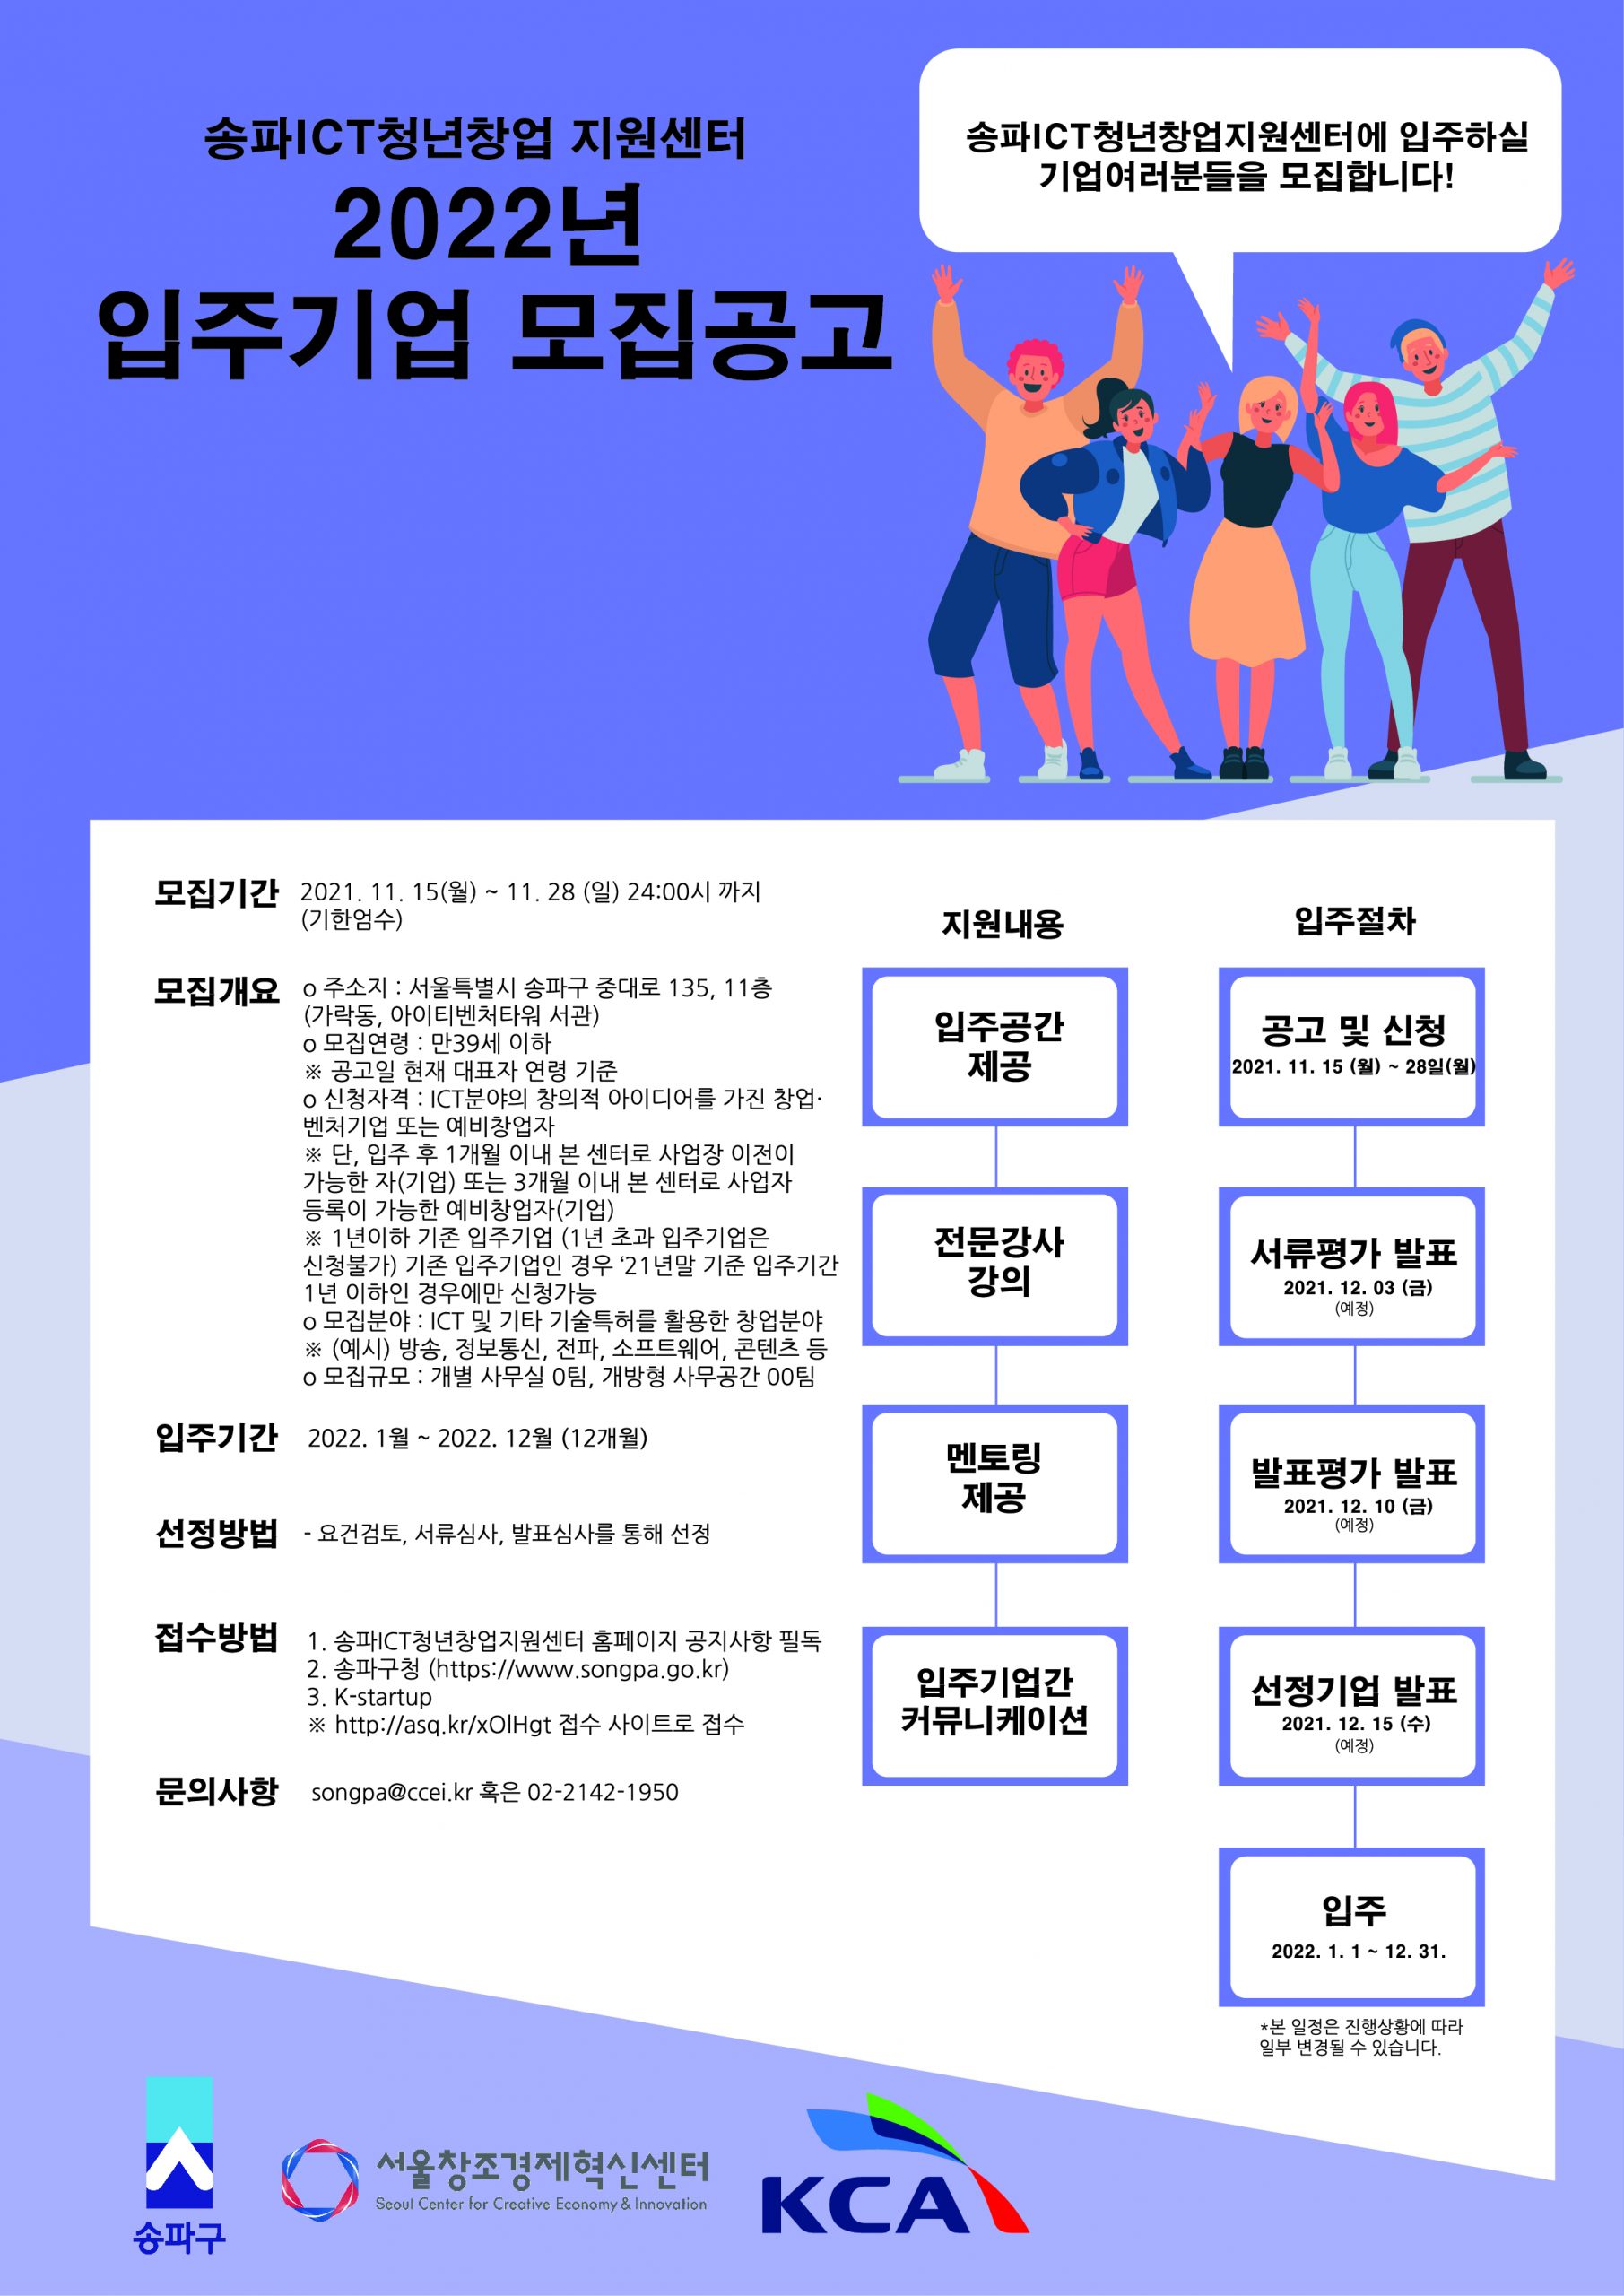 송파ICT청년창업 지원센터
2022년
입주기업 모집공고
송파ICT청년창업지원센터에 입주하실
기업여러분들을 모집합니다!
모집기간
2021. 11. 15(월) ~ 11. 28 (일) 24:00시 까지
(기한엄수)
모집개요
o 주소지 : 서울특별시 송파구 중대로 135, 11층
(가락동, 아이티벤처타워 서관)
o 모집연령 : 만39세 이하
※ 공고일 현재 대표자 연령 기준
o 신청자격 : ICT분야의 창의적 아이디어를 가진 창업·
벤처기업 또는 예비창업자
※ 단, 입주 후 1개월 이내 본 센터로 사업장 이전이
가능한 자(기업) 또는 3개월 이내 본 센터로 사업자
등록이 가능한 예비창업자(기업)
※ 1년이하 기존 입주기업 (1년 초과 입주기업은
신청불가) 기존 입주기업인 경우 ‘21년말 기준 입주기간
1년 이하인 경우에만 신청가능
o 모집분야 : ICT 및 기타 기술특허를 활용한 창업분야
※ (예시) 방송, 정보통신, 전파, 소프트웨어, 콘텐츠 등
o 모집규모 : 개별 사무실 0팀, 개방형 사무공간 00팀
입주기간
2022. 1월 ~ 2022. 12월 (12개월)
선정방법
- 요건검토, 서류심사, 발표심사를 통해 선정
접수방법
1. 송파ICT청년창업지원센터 홈페이지 공지사항 필독
2. 송파구청 (https://www.songpa.go.kr)
3. K-startup
※ http://asq.kr/xOlHgt 접수 사이트로 접수
문의사항
songpa@ccei.kr 혹은 02-2142-1950
지원내용
입주공간
제공
전문강사
강의
멘토링
제공
입주기업간
커뮤니케이션
입주절차
공고 및 신청
2021. 11. 15 (월) ~ 28일(월)
서류평가 발표
2021. 12. 03 (금)
(예정)
발표평가 발표
2021. 12. 10 (금)
(예정)
선정기업 발표
2021. 12. 15 (수)
(예정)
입주
2022. 1. 1 ~ 12. 31.
*본 일정은 진행상황에 따라
일부 변경될 수 있습니다.
송파구
서울창조경제혁신센터
Seoul Center for Creative Economy & Innovation
KCA